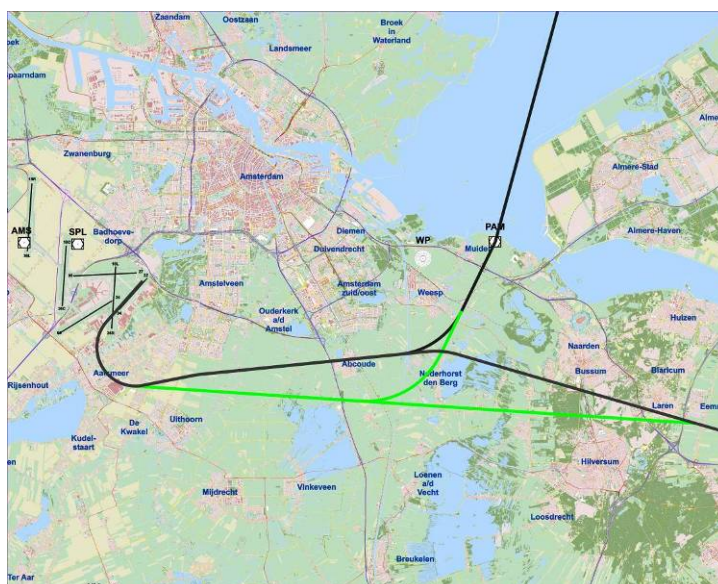 Zaandam
Oostzaan
Broek
in
Waterland
Landsmeer
paarndam
Zwanenburg
Amsterdam
Almere-Stad
AMS
SPL
Badhoeve-
dorp
Diemen
Duivendrecht
WP
PAM
Muiden
Almere-Haven
Amstelveen
Amsterdam
zuid/oost
Weesp
Ouderkerk
a/d
Amstel
Huizen
Naarden
Bussum
Blaricum
Abcoude
Nederhorst
den Berg
Aalsmeer
Rijsenhout
Laren
De
Kwakel
Uithoorn
Kudel-
staart
Hilversum
Mijdrecht
Vinkeveen
Loenen
a/d
Vecht
Loosdrecht
Breukelen
Ter Aar